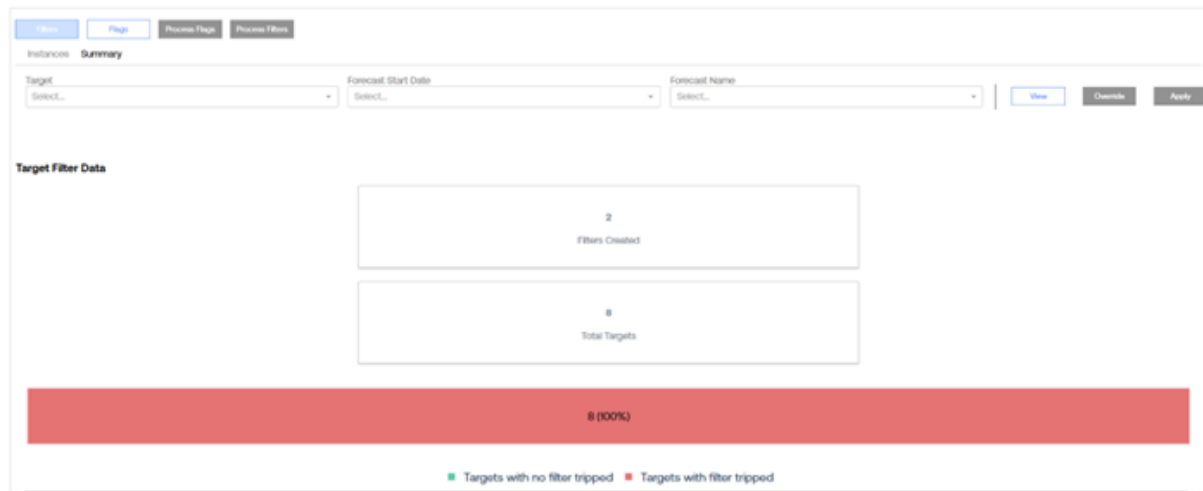 Filters Flags Process Flags Process Filters
Instances Summary
Target Forecast Start Date Forecast Name
Select... Select... Select... View Override Apply
Target Filter Data
2
Filters Created
8
Total Targets
8 (100%)
Targets with no filter tripped Targets with filter tripped